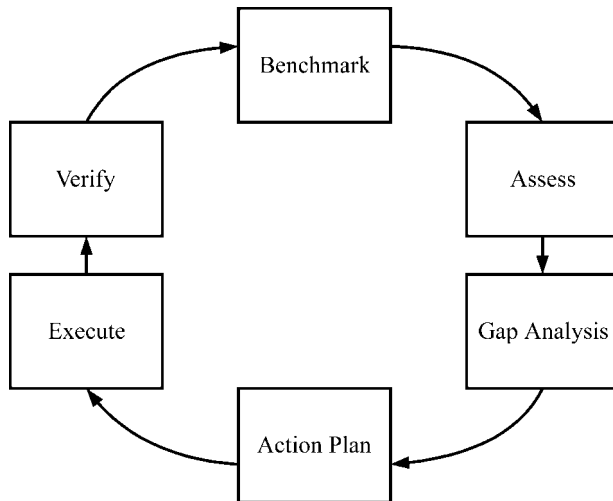 Benchmark
Verify
Assess
Execute
Gap Analysis
Action Plan